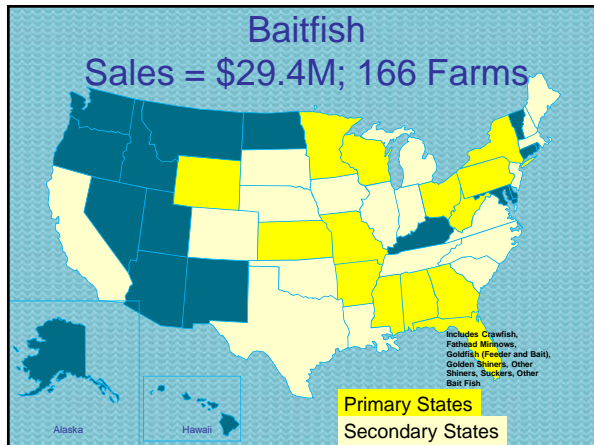 Baitfish
Sales = $29.4M; 166 Farms
Includes Crawfish,
Fathead Minnows,
Goldfish (Feeder and Bait),
Golden Shiners, Other
Shiners, Suckers, Other
Bait Fish
Primary States
Secondary States
Alaska
Hawaii